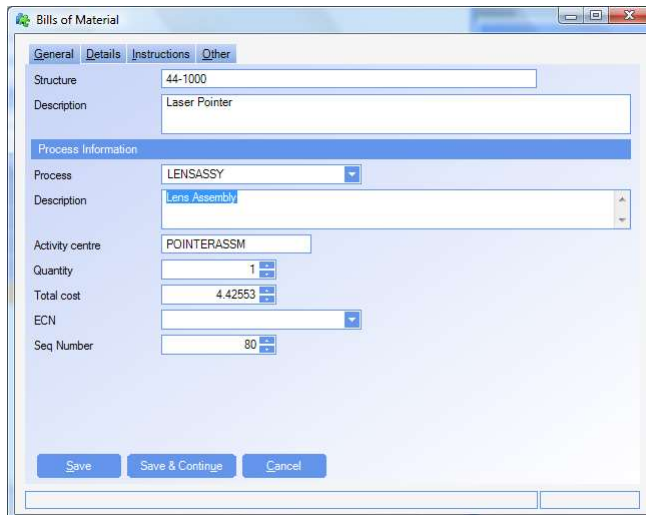 Bills of Material
General Details Instructions Other
Structure 44-1000
Description Laser Pointer
Process Information
Process LENSASSY
Description Lens Assembly
Activity centre POINTERASSM
Quantity 1
Total cost 4.42553
ECN
Seq Number 80
Save Save & Continue Cancel